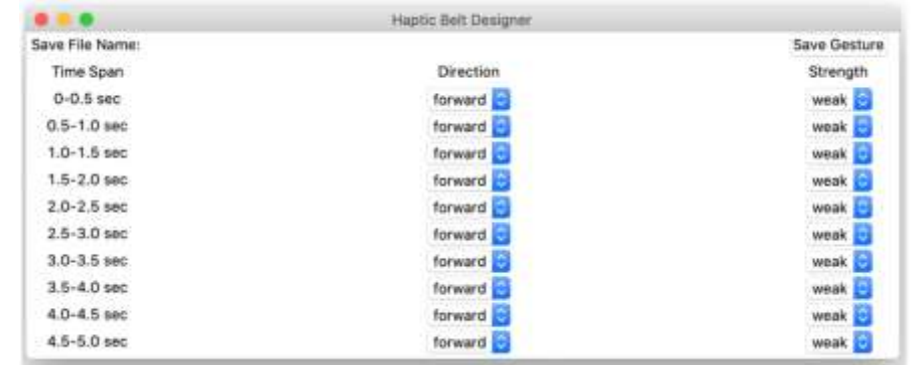 Haptic Belt Designer
Save File Name: Save Gesture
Time Span Direction Strength
0-0.5 sec forward weak
0.5-1.0 sec forward weak
1.0-1.5 sec forward weak
1.5-2.0 sec forward weak
2.0-2.5 sec forward weak
2.5-3.0 sec forward weak
3.0-3.5 sec forward weak
3.5-4.0 sec forward weak
4.0-4.5 sec forward weak
4.5-5.0 sec forward weak